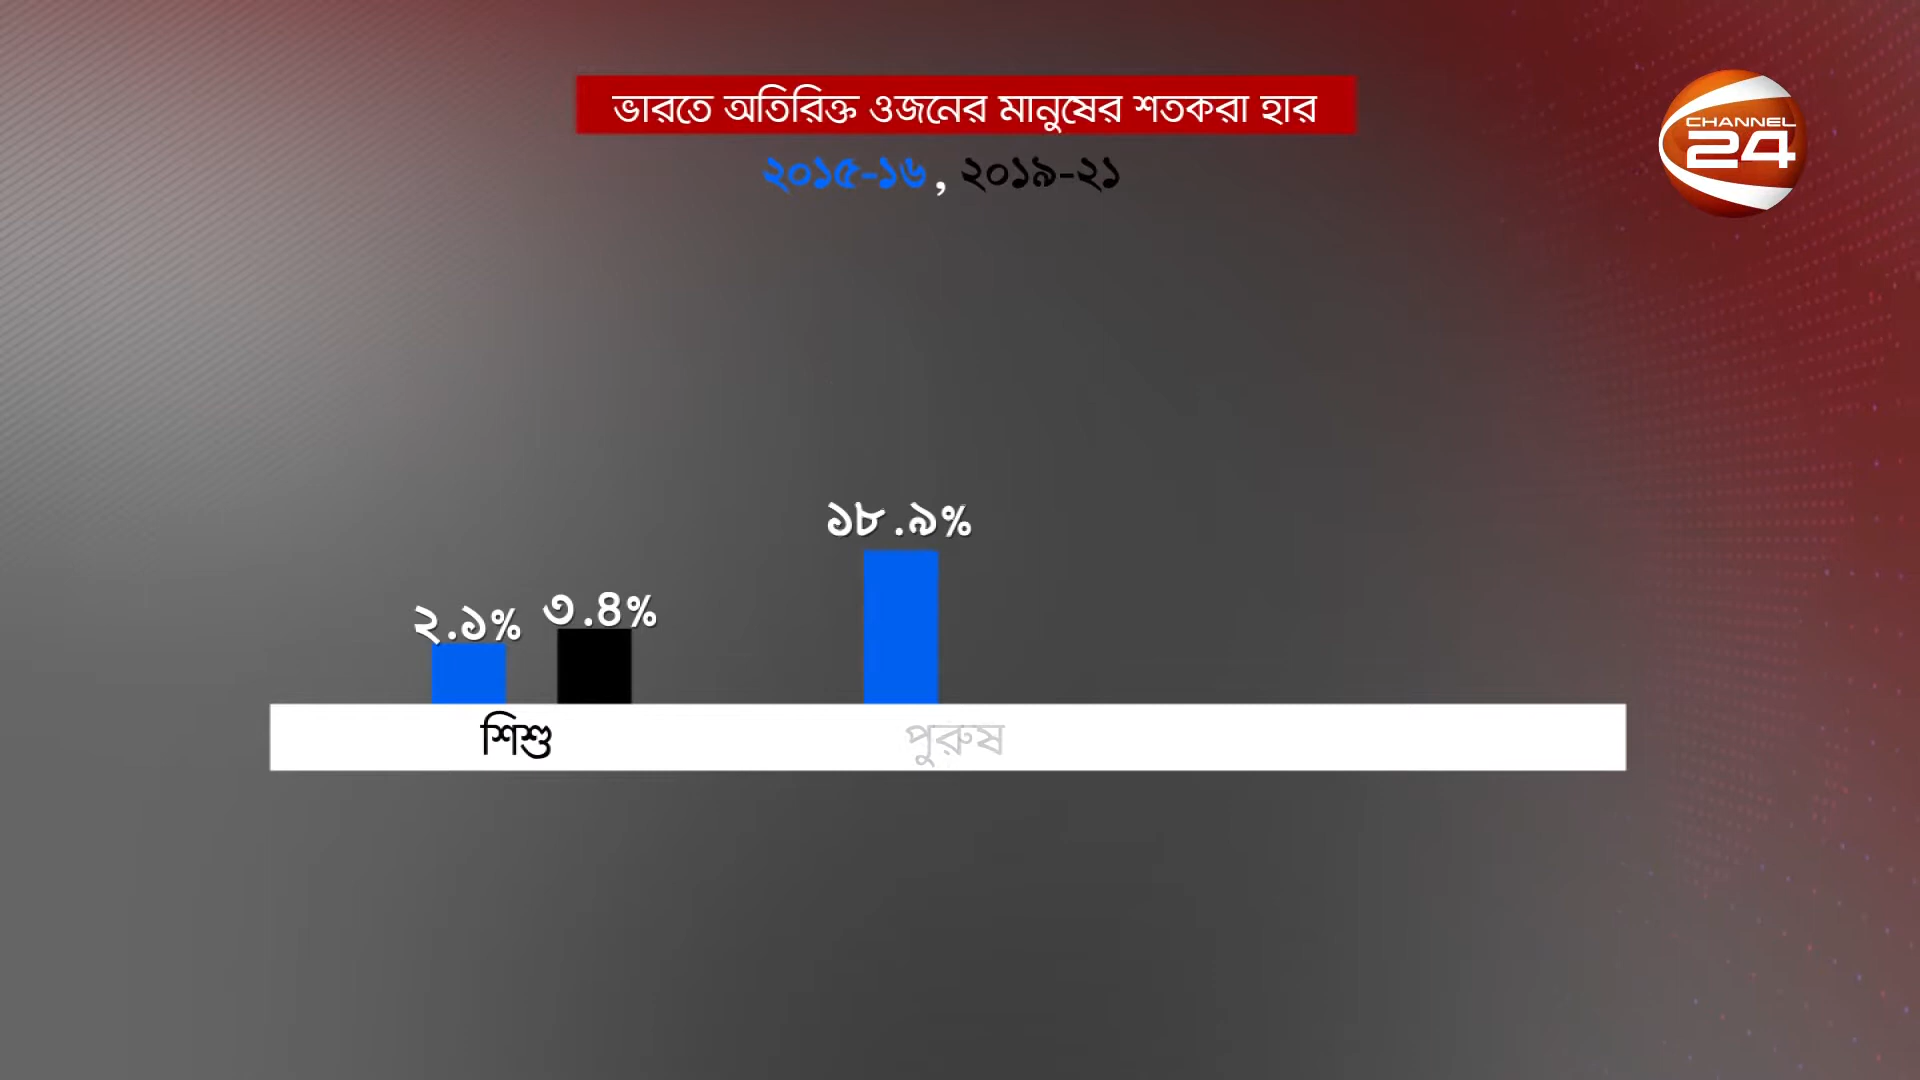 ভারতে অতিরিক্ত ওজনের মানুষের শতকরা হার
২০১৫-১৬, ২০১৯-২১
CHANNEL
24
১৮.৯%
২.১% ৩.৪%
শিশু পুরুষ